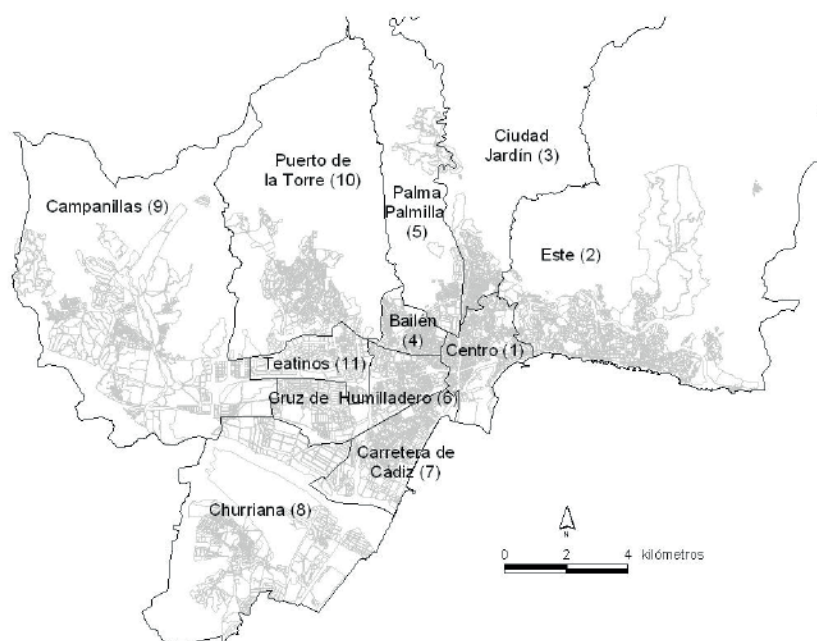 Ciudad
Jardín (3)
Puerto de
la Torre (10)
Palma
Palmilla
(5)
Campanillas (9)
Este (2)
Bailén
(4)
Centro (1)
Teatinos (11)
Cruz de Humilladero (6)
Carretera de
Cádiz (7)
Churriana (8)
N
0 2 4 kilómetros